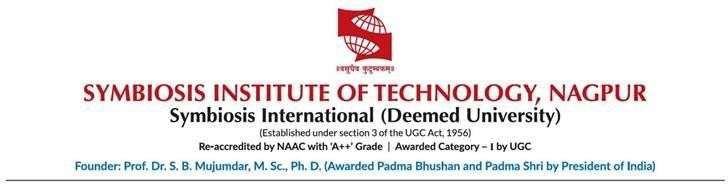 ॥वसुधैव कुटुम्बकम्॥
SYMBIOSIS INSTITUTE OF TECHNOLOGY, NAGPUR
Symbiosis International (Deemed University)
(Established under section 3 of the UGC Act, 1956)
Re-accredited by NAAC with ‘A++’ Grade | Awarded Category – I by UGC
Founder: Prof. Dr. S. B. Mujumdar, M. Sc., Ph. D. (Awarded Padma Bhushan and Padma Shri by President of India)